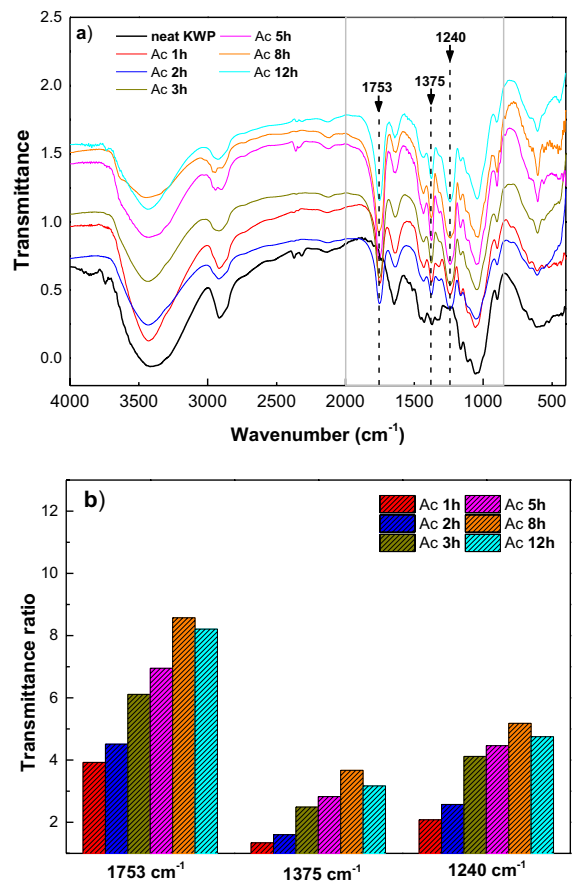 a)
neat KWP
Ac 5h
Ac 1h
Ac 8h
Ac 2h
Ac 12h
Ac 3h
1240
1375
1753
2.5
2.0
1.5
1.0
0.5
0.0
Transmittance
4000 3500 3000 2500 2000 1500 1000 500
Wavenumber (cm-1)
b)
Ac 1h
Ac 5h
Ac 2h
Ac 8h
Ac 3h
Ac 12h
12
10
8
6
4
2
Transmittance ratio
1753 cm-1
1375 cm-1
1240 cm-1